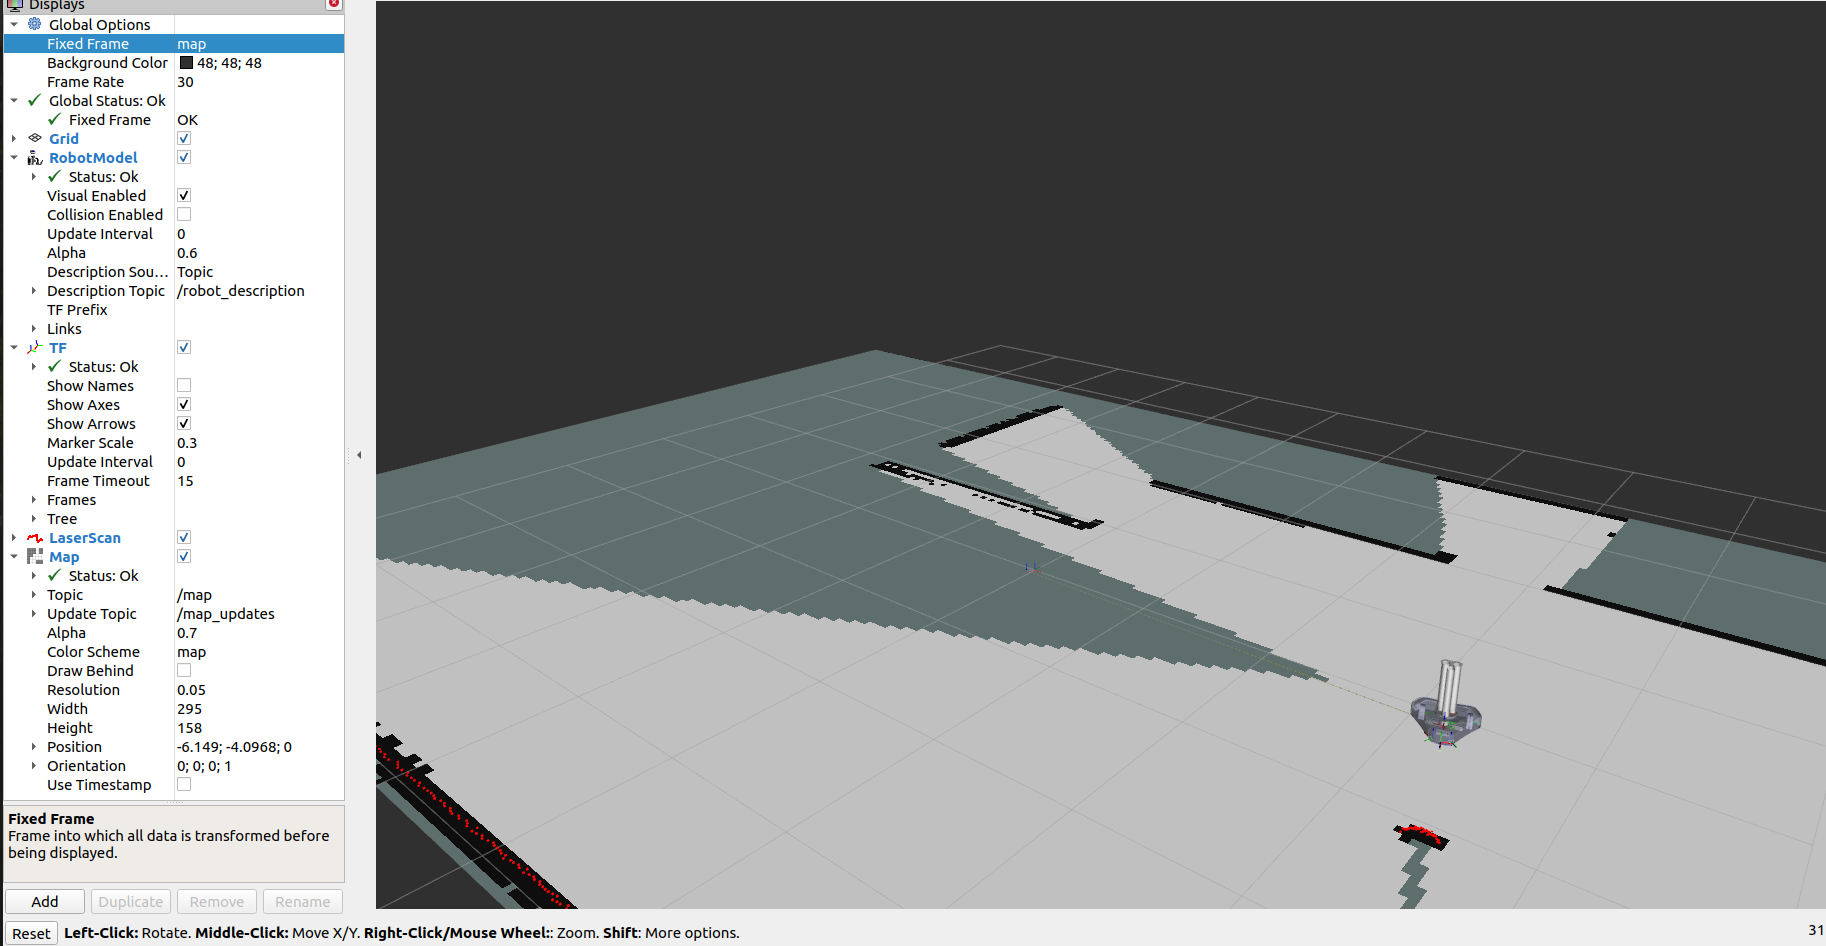 Displays
Global Options
Fixed Frame map
Background Color 48; 48; 48
Frame Rate 30
Global Status: Ok
Fixed Frame OK
Grid
RobotModel
Status: Ok
Visual Enabled
Collision Enabled
Update Interval 0
Alpha 0.6
Description Sou... Topic
Description Topic /robot_description
TF Prefix
Links
TF
Status: Ok
Show Names
Show Axes
Show Arrows
Marker Scale 0.3
Update Interval 0
Frame Timeout 15
Frames
Tree
LaserScan
Map
Status: Ok
Topic /map
Update Topic /map_updates
Alpha 0.7
Color Scheme map
Draw Behind
Resolution 0.05
Width 295
Height 158
Position -6.149; -4.0968; 0
Orientation 0; 0; 0; 1
Use Timestamp
Fixed Frame
Frame into which all data is transformed before
being displayed.
Add Duplicate Remove Rename
Reset Left-Click: Rotate. Middle-Click: Move X/Y. Right-Click/Mouse Wheel:: Zoom. Shift: More options. 31